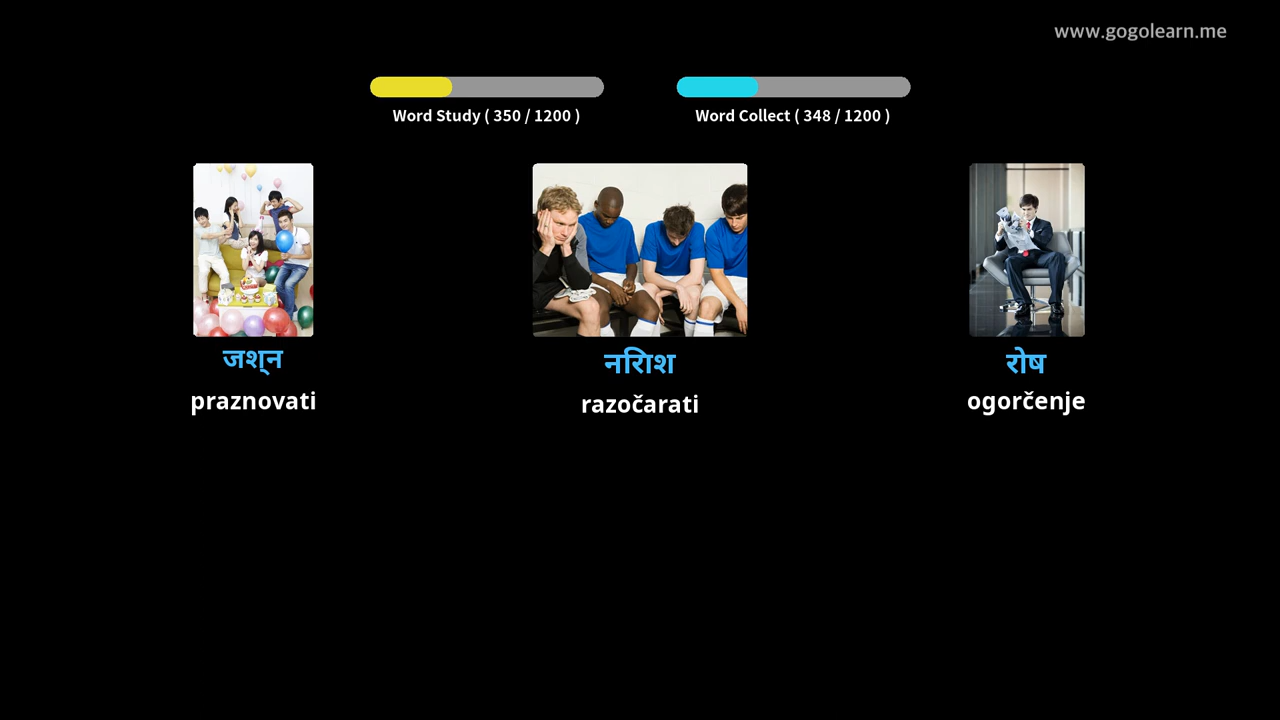 www.gogolearn.me
Word Study ( 350 / 1200 )
Word Collect ( 348 / 1200 )
जश्न
निराश
रोष
praznovati
razočarati
ogorčenje